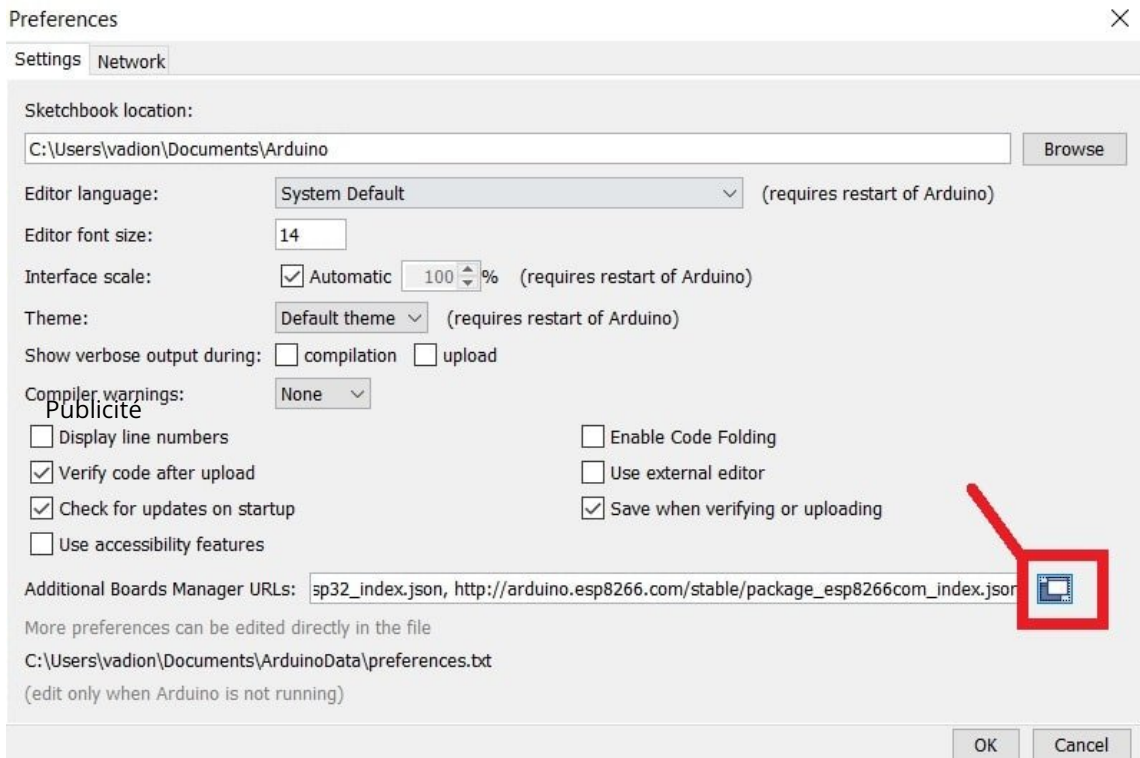 Preferences
Settings Network
Sketchbook location:
C:\Users\vadion\Documents\Arduino Browse
Editor language: System Default (requires restart of Arduino)
Editor font size: 14
Interface scale: Automatic 100 % (requires restart of Arduino)
Theme: Default theme (requires restart of Arduino)
Show verbose output during: compilation upload
Compiler warnings: None
Publicité
Display line numbers Enable Code Folding
Verify code after upload Use external editor
Check for updates on startup Save when verifying or uploading
Use accessibility features
Additional Boards Manager URLs: sp32_index.json, http://arduino.esp8266.com/stable/package_esp8266com_index.json
More preferences can be edited directly in the file
C:\Users\vadion\Documents\ArduinoData\preferences.txt
(edit only when Arduino is not running)
OK Cancel